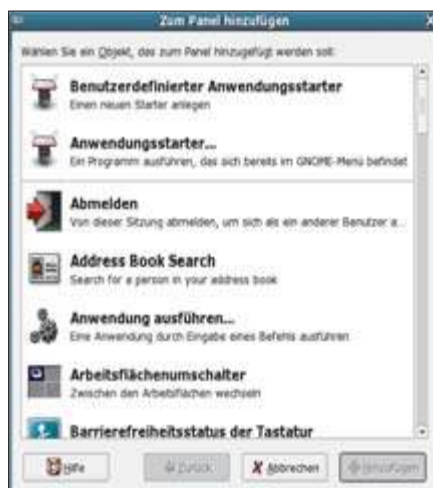 Zum Panel hinzufügen
Wählen Sie ein Objekt, das zum Panel hinzugefügt werden soll:
Benutzerdefinierter Anwendungsstarter
Einen neuen Starter anlegen
Anwendungsstarter...
Ein Programm ausführen, das sich bereits im GNOME-Menü befindet
Abmelden
Von dieser Sitzung abmelden, um sich als ein anderer Benutzer a...
Address Book Search
Search for a person in your address book
Anwendung ausführen...
Eine Anwendung durch Eingabe eines Befehls ausführen
Arbeitsflächenumschalter
Zwischen den Arbeitsflächen wechseln
Barrierefreiheitsstatus der Tastatur
Hilfe
Zurück
Abbrechen
Hinzufügen